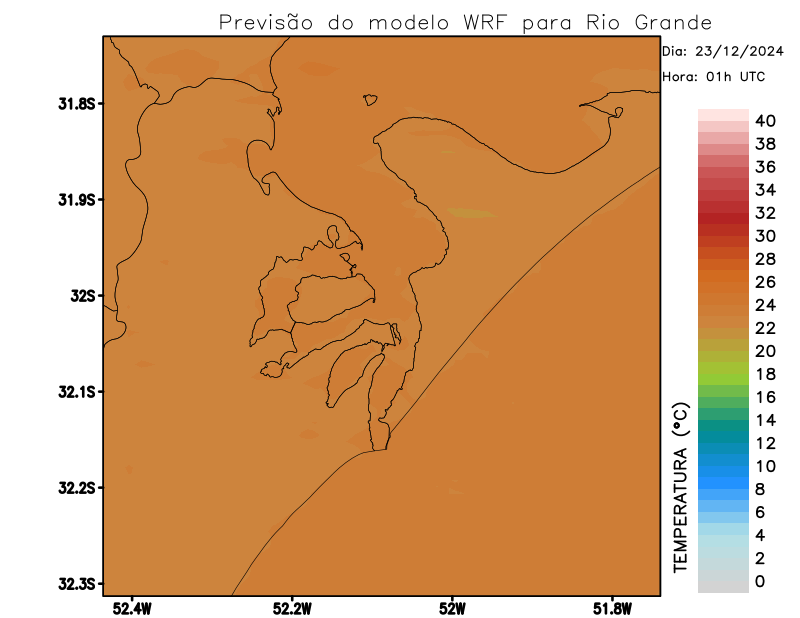 Previsão do modelo WRF para Rio Grande
Dia: 23/12/2024
Hora: 01h UTC
31.8S
31.9S
32S
32.1S
32.2S
32.3S
52.4W
52.2W
52W
51.8W
TEMPERATURA (°C)
40
38
36
34
32
30
28
26
24
22
20
18
16
14
12
10
8
6
4
2
0